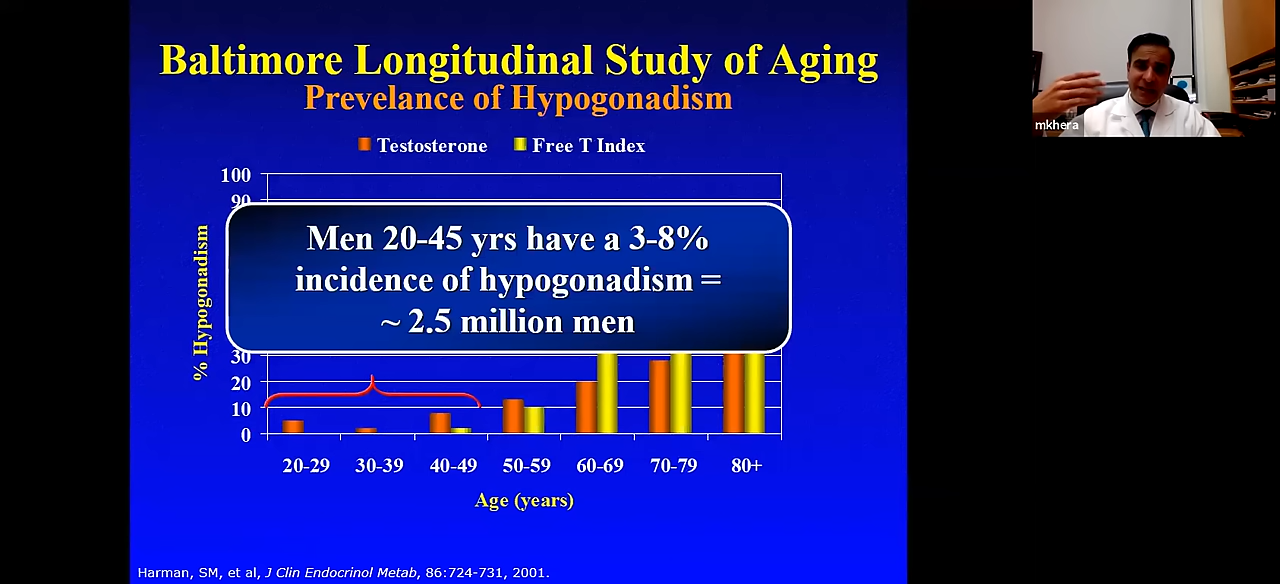 Baltimore Longitudinal Study of Aging
Prevelance of Hypogonadism
Testosterone Free T Index
100
90
Men 20-45 yrs have a 3-8%
incidence of hypogonadism =
~ 2.5 million men
30
20
10
0
% Hypogonadism
20-29 30-39 40-49 50-59 60-69 70-79 80+
Age (years)
Harman, SM, et al, J Clin Endocrinol Metab, 86:724-731, 2001.
mkhera